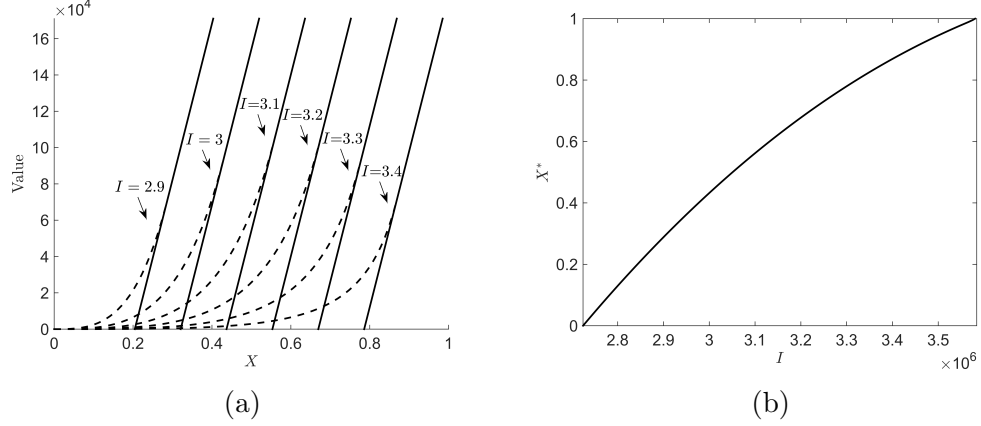 ×10⁴
16
14
12
10
8
6
4
2
0
Value
I = 2.9
I = 3
I=3.1
I=3.2
I=3.3
I=3.4
0 0.2 0.4 0.6 0.8 1
X
(a)
1
0.8
0.6
0.4
0.2
0
X*
2.8 2.9 3 3.1 3.2 3.3 3.4 3.5
I
×10⁶
(b)